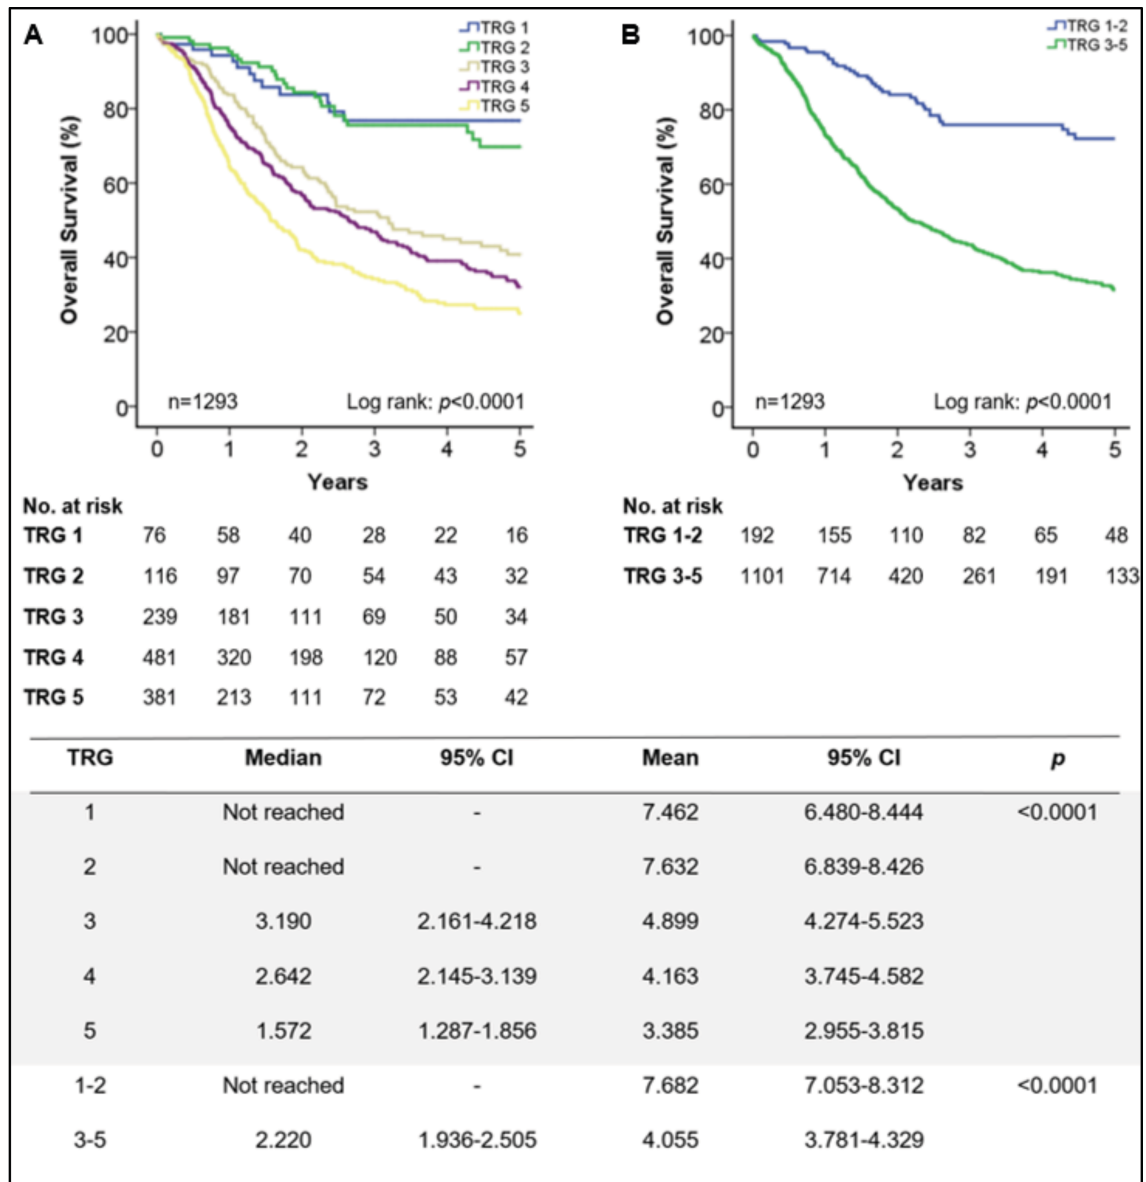 A
TRG 1
TRG 2
TRG 3
TRG 4
TRG 5
Overall Survival (%)
100
80
60
40
20
0
n=1293 Log rank: p<0.0001
0 1 2 3 4 5
Years
B
TRG 1-2
TRG 3-5
Overall Survival (%)
100
80
60
40
20
0
n=1293 Log rank: p<0.0001
0 1 2 3 4 5
Years
No. at risk
TRG 1 76 58 40 28 22 16
TRG 2 116 97 70 54 43 32
TRG 3 239 181 111 69 50 34
TRG 4 481 320 198 120 88 57
TRG 5 381 213 111 72 53 42
No. at risk
TRG 1-2 192 155 110 82 65 48
TRG 3-5 1101 714 420 261 191 133
TRG Median 95% CI Mean 95% CI p
1 Not reached - 7.462 6.480-8.444 <0.0001
2 Not reached - 7.632 6.839-8.426
3 3.190 2.161-4.218 4.899 4.274-5.523
4 2.642 2.145-3.139 4.163 3.745-4.582
5 1.572 1.287-1.856 3.385 2.955-3.815
1-2 Not reached - 7.682 7.053-8.312 <0.0001
3-5 2.220 1.936-2.505 4.055 3.781-4.329